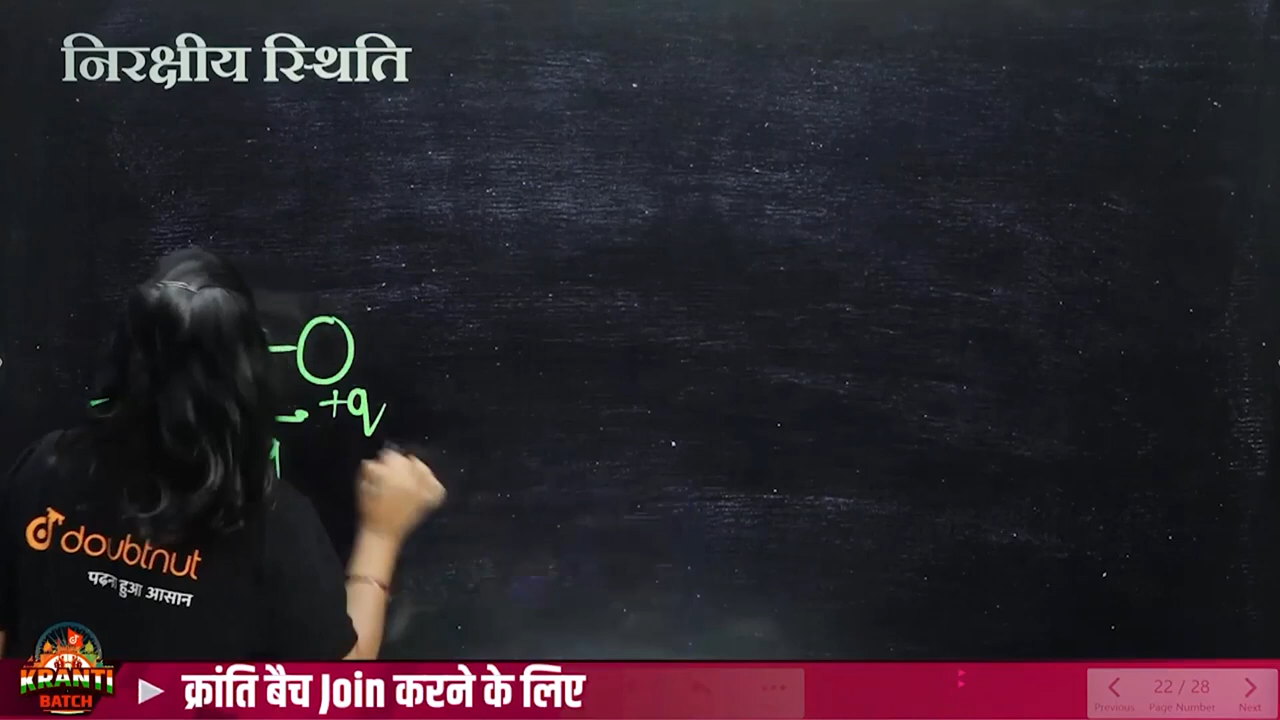 निरक्षीय स्थिति
+q
doubtnut
पढ़ना हुआ आसान
KRANTI
BATCH
क्रांति बैच Join करने के लिए
22 / 28
Previous Page Number Next